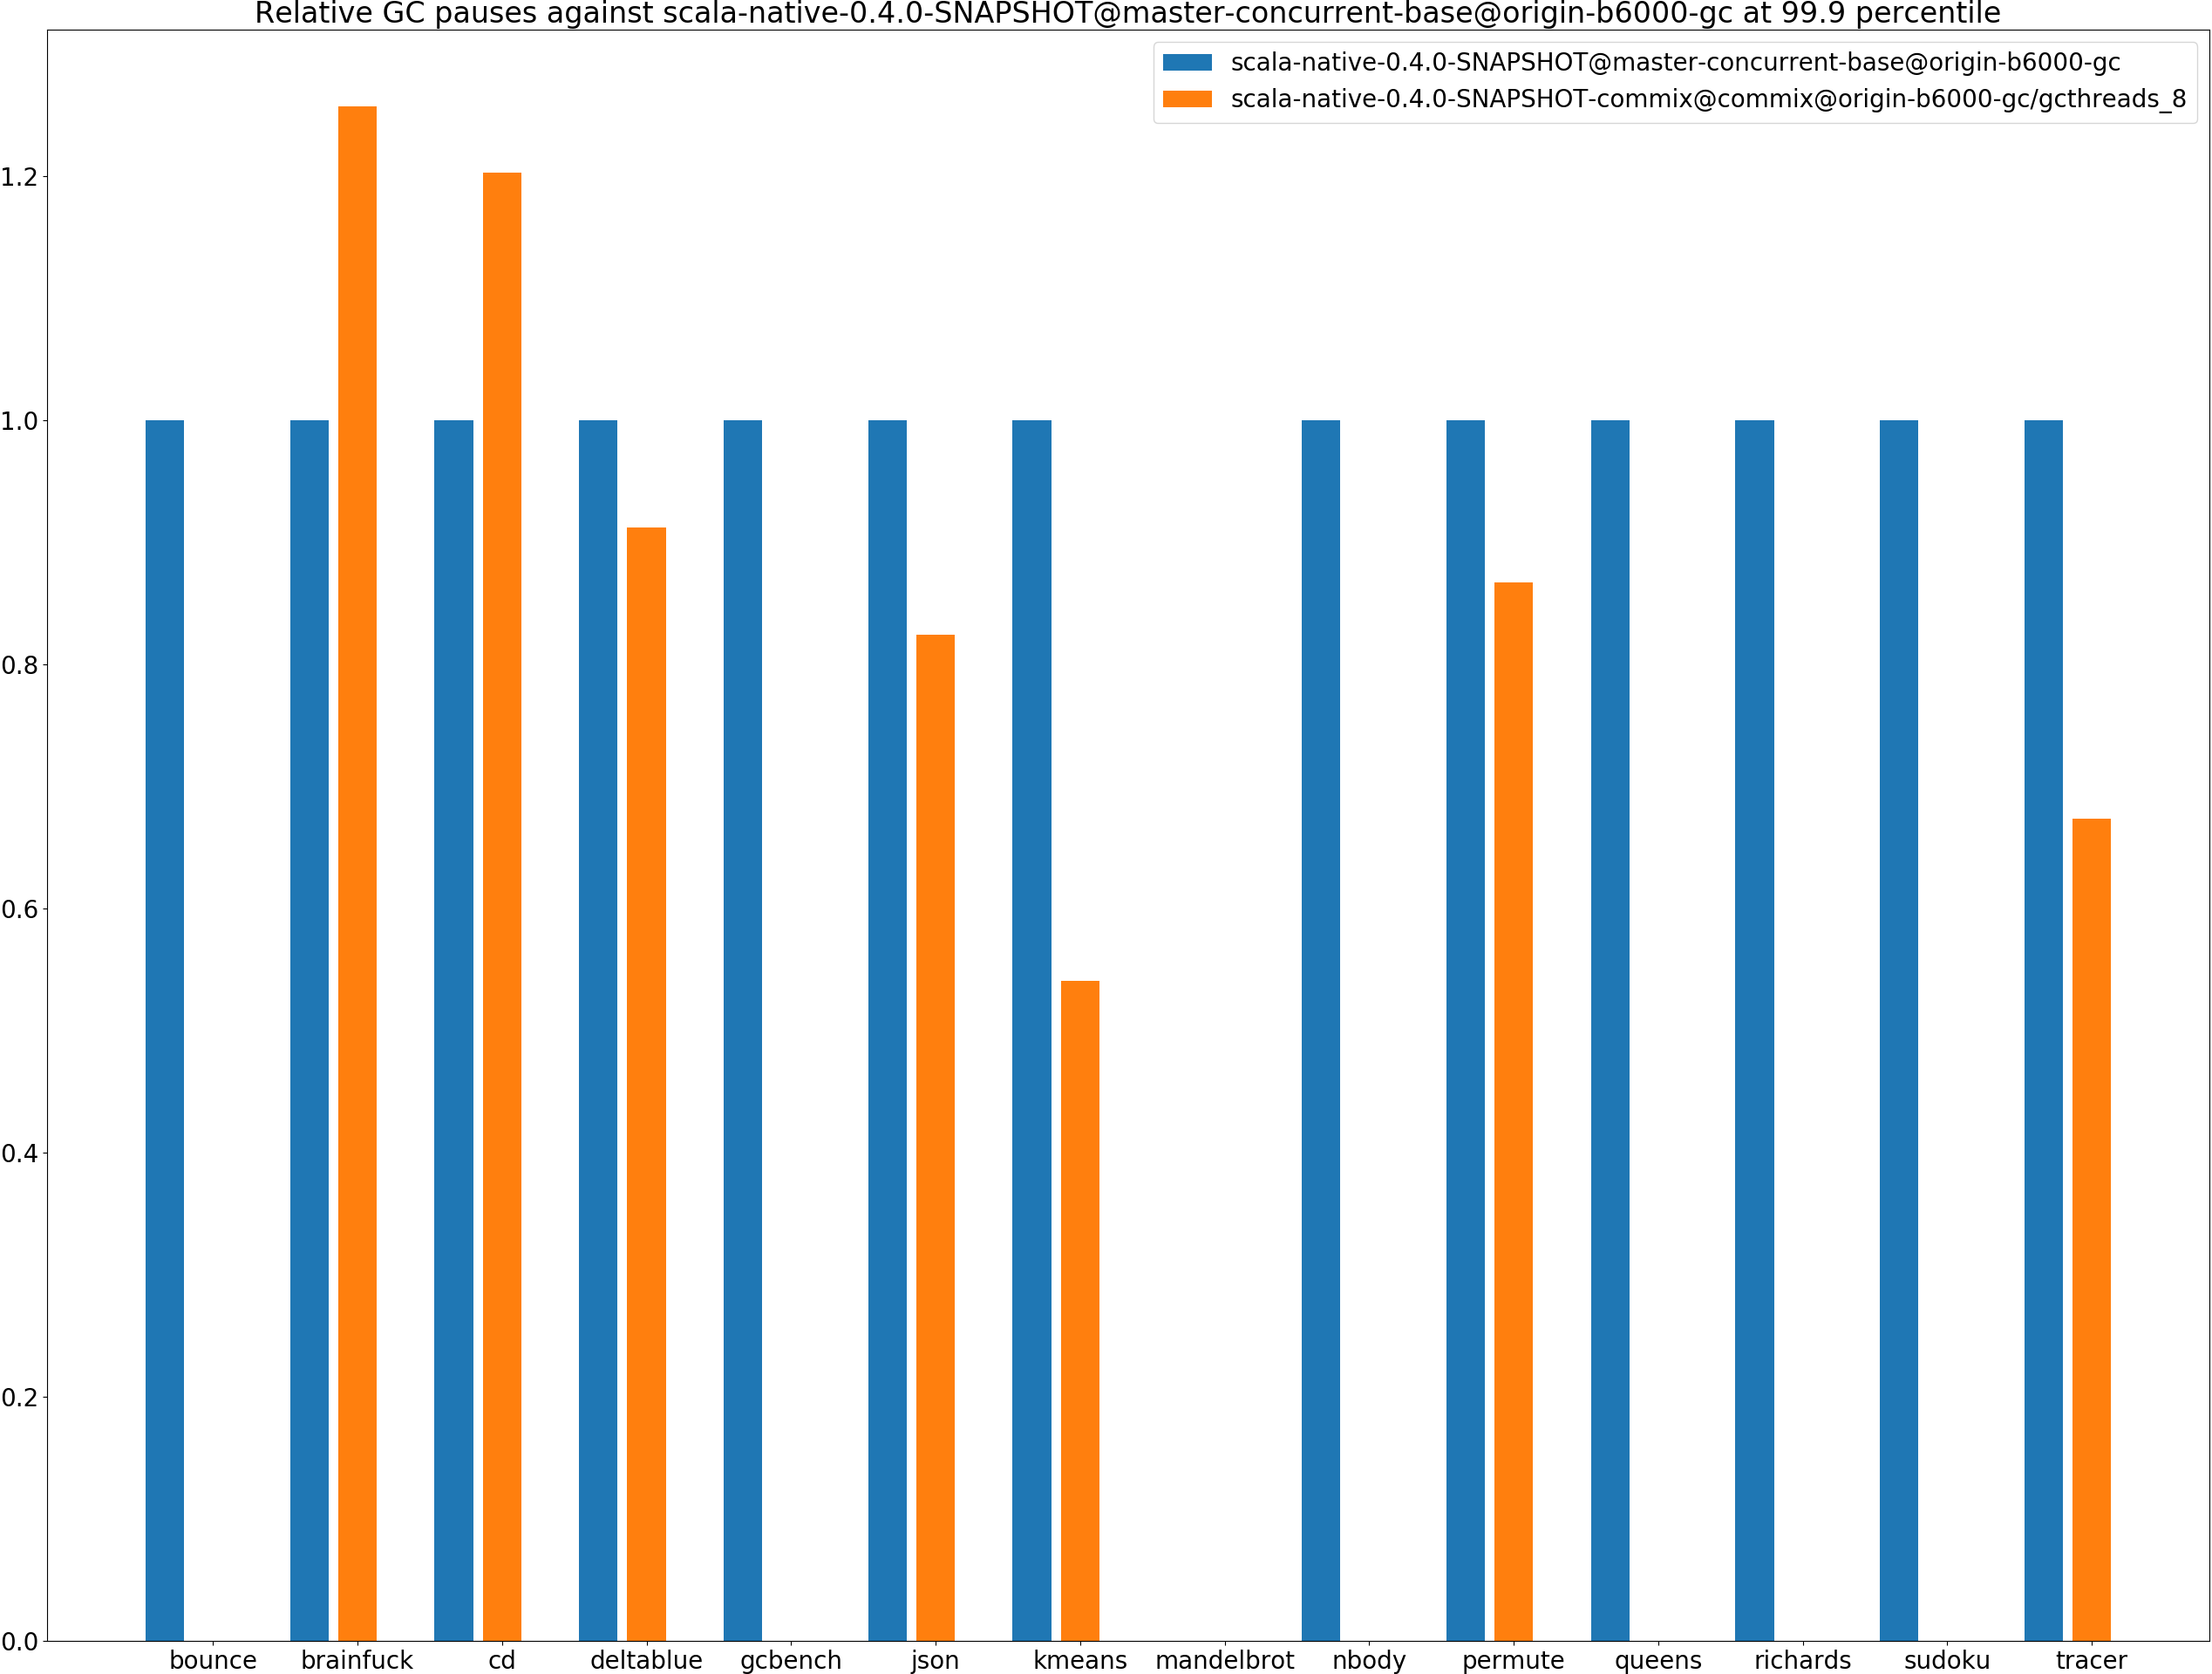 Relative GC pauses against scala-native-0.4.0-SNAPSHOT@master-concurrent-base@origin-b6000-gc at 99.9 percentile
scala-native-0.4.0-SNAPSHOT@master-concurrent-base@origin-b6000-gc
scala-native-0.4.0-SNAPSHOT-commix@commix@origin-b6000-gc/gcthreads_8
1.2
1.0
0.8
0.6
0.4
0.2
0.0
bounce brainfuck cd deltablue gcbench json kmeans mandelbrot nbody permute queens richards sudoku tracer